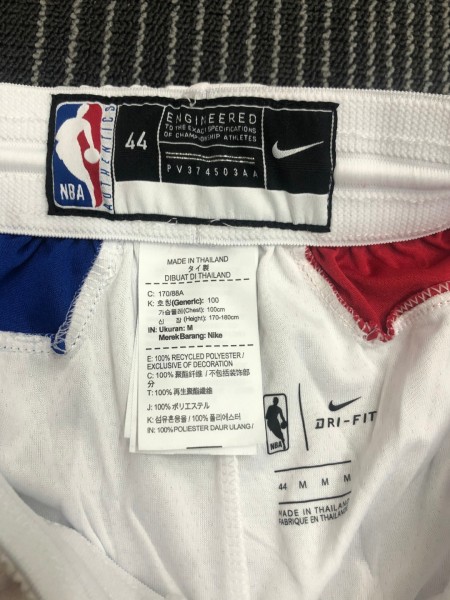 NBA
AUTHENTICS
44
ENGINEERED
TO THE EXACT SPECIFICATIONS
OF CHAMPIONSHIP ATHLETES
PV374503AA
MADE IN THAILAND
タイ製
DIBUAT DI THAILAND
C: 170/88A
K: 호칭(Generic): 100
가슴둘레(Chest): 100cm
신 장(Height): 170-180cm
IN: Ukuran: M
MerekBarang: Nike
E: 100% RECYCLED POLYESTER /
EXCLUSIVE OF DECORATION
C: 100% 聚酯纤维 / 不包括装饰部
分
T: 100% 再生聚酯纖維 /
J: 100% ポリエステル
K: 섬유혼용율 / 100% 폴리에스터
IN: 100% POLIESTER DAUR ULANG /
DRI-FIT
44 M M M
MADE IN THAILAND
FABRIQUÉ EN THAILANDE